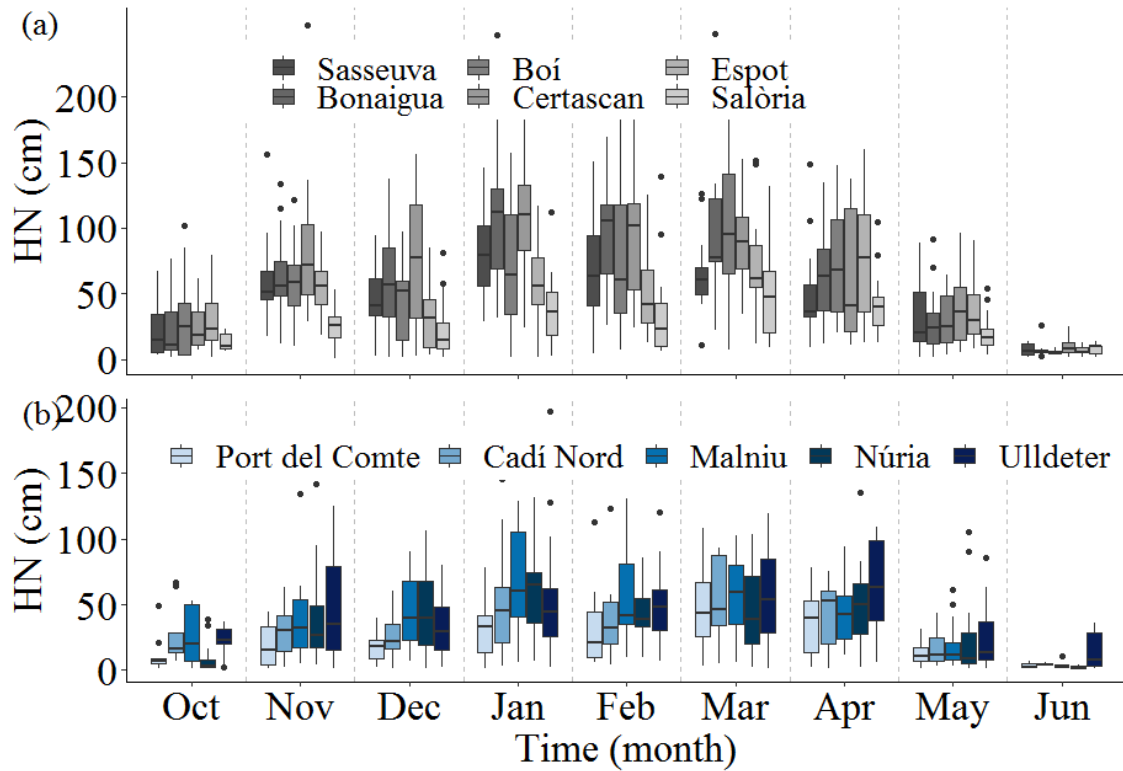 (a)
Sasseuva Boí Espot
Bonaigua Certascan Salòria
HN (cm)
200
150
100
50
0
(b)
Port del Comte Cadí Nord Malniu Núria Ulldeter
HN (cm)
200
150
100
50
0
Oct Nov Dec Jan Feb Mar Apr May Jun
Time (month)